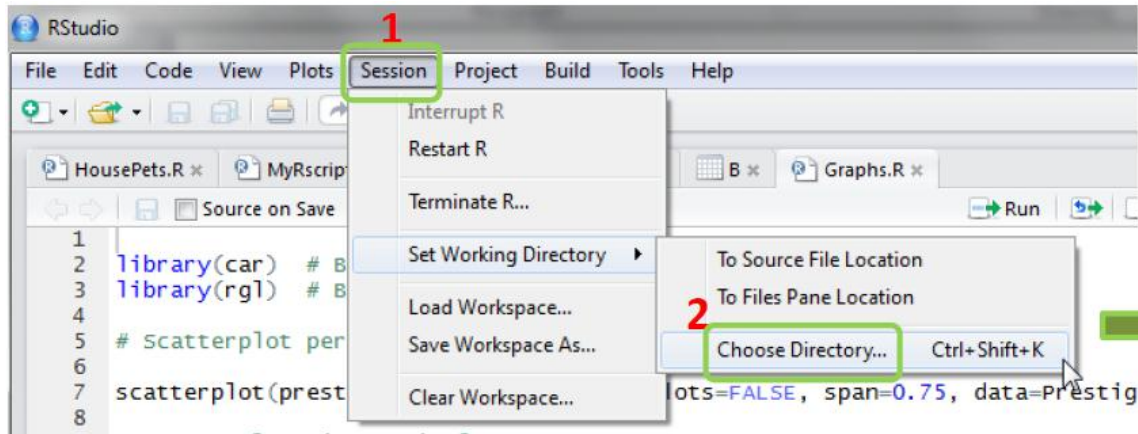 RStudio
1
File Edit Code View Plots Session Project Build Tools Help
Interrupt R
Restart R
Terminate R...
Set Working Directory
Load Workspace...
Save Workspace As...
Clear Workspace...
HousePets.R
MyRscrip
B
Graphs.R
Source on Save
Run
To Source File Location
To Files Pane Location
2
Choose Directory... Ctrl+Shift+K
1
2 library(car) # B
3 library(rgl) # B
4
5 # Scatterplot per
6
7 scatterplot(prest lots=FALSE, span=0.75, data=Prestig
8